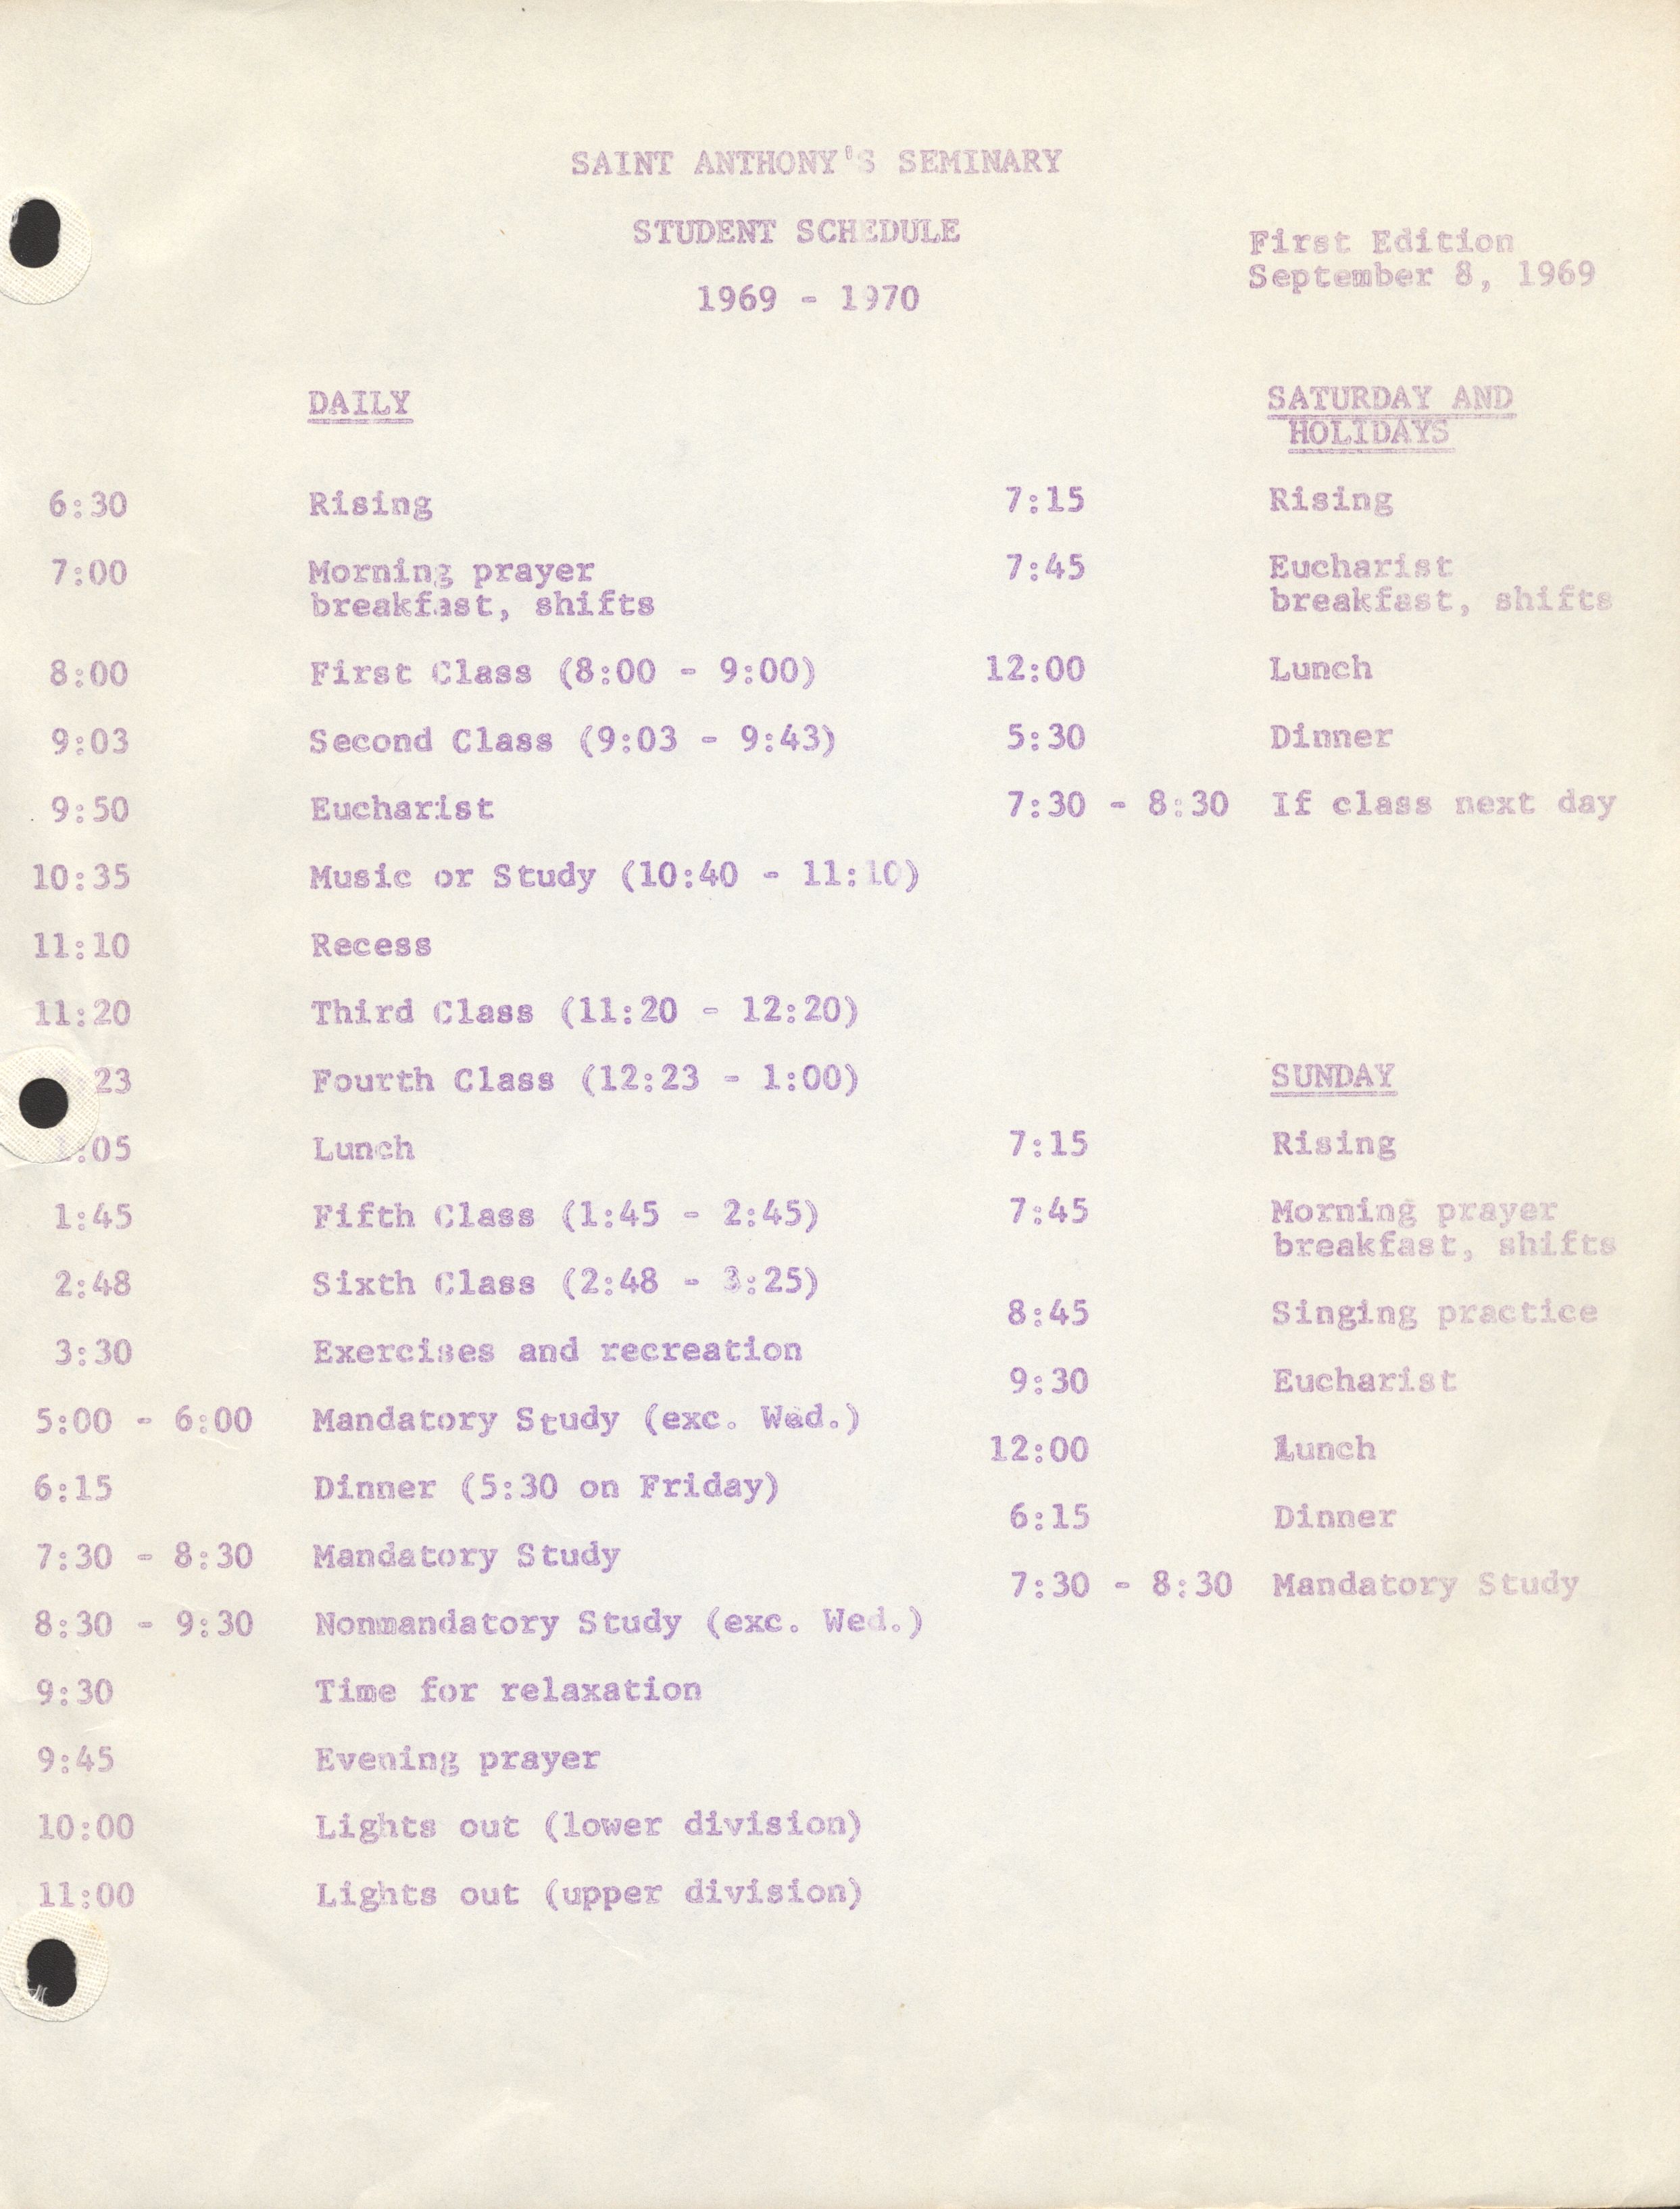 SAINT ANTHONY'S SEMINARY
STUDENT SCHEDULE
1969 - 1970
First Edition
September 8, 1969
DAILY
6:30 Rising
7:00 Morning prayer
breakfast, shifts
8:00 First Class (8:00 - 9:00)
9:03 Second Class (9:03 - 9:43)
9:50 Eucharist
10:35 Music or Study (10:40 - 11:10)
11:10 Recess
11:20 Third Class (11:20 - 12:20)
23 Fourth Class (12:23 - 1:00)
1:05 Lunch
1:45 Fifth Class (1:45 - 2:45)
2:48 Sixth Class (2:48 - 3:25)
3:30 Exercises and recreation
5:00 - 6:00 Mandatory Study (exc. Wed.)
6:15 Dinner (5:30 on Friday)
7:30 - 8:30 Mandatory Study
8:30 - 9:30 Nonmandatory Study (exc. Wed.)
9:30 Time for relaxation
9:45 Evening prayer
10:00 Lights out (lower division)
11:00 Lights out (upper division)
SATURDAY AND
HOLIDAYS
7:15 Rising
7:45 Eucharist
breakfast, shifts
12:00 Lunch
5:30 Dinner
7:30 - 8:30 If class next day
SUNDAY
7:15 Rising
7:45 Morning prayer
breakfast, shifts
8:45 Singing practice
9:30 Eucharist
12:00 Lunch
6:15 Dinner
7:30 - 8:30 Mandatory Study